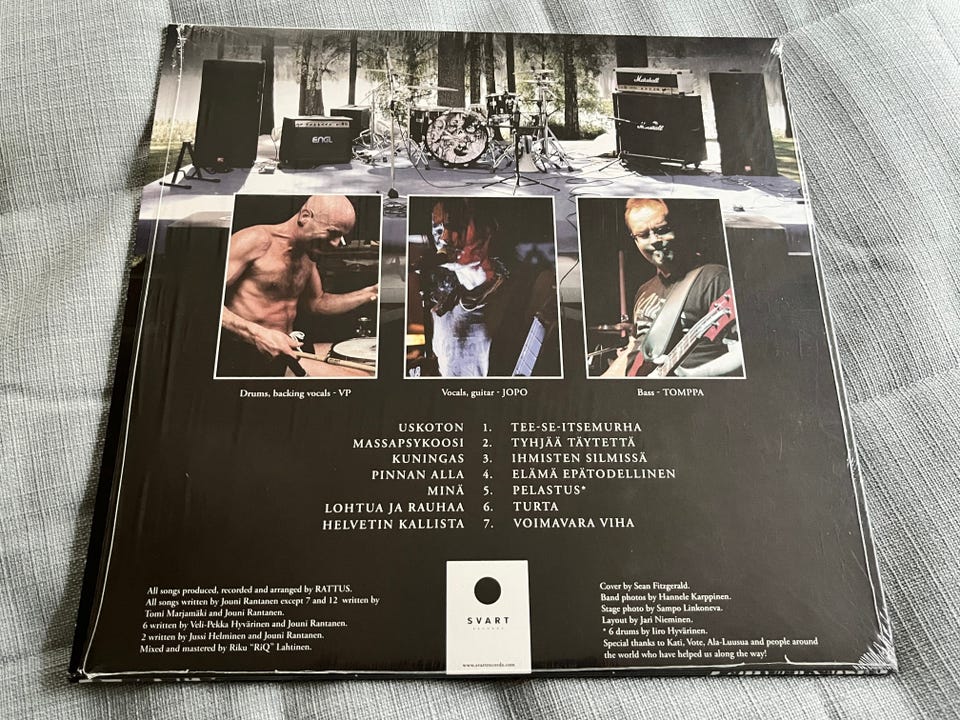 Marshall
ENGL
Marshall
Drums, backing vocals - VP
Vocals, guitar - JOPO
Bass - TOMPPA
USKOTON 1. TEE-SE-ITSEMURHA
MASSAPSYKOOSI 2. TYHJÄÄ TÄYTETTÄ
KUNINGAS 3. IHMISTEN SILMISSÄ
PINNAN ALLA 4. ELÄMÄ EPÄTODELLINEN
MINÄ 5. PELASTUS*
LOHTUA JA RAUHAA 6. TURTA
HELVETIN KALLISTA 7. VOIMAVARA VIHA
All songs produced, recorded and arranged by RATTUS.
All songs written by Jouni Rantanen except 7 and 12 written by
Tomi Marjamäki and Jouni Rantanen.
6 written by Veli-Pekka Hyvärinen and Jouni Rantanen.
2 written by Jussi Helminen and Jouni Rantanen.
Mixed and mastered by Riku "RiQ" Lahtinen.
SVART
RECORDS
www.svartrecords.com
Cover by Sean Fitzgerald.
Band photos by Hannele Karppinen.
Stage photo by Sampo Linkoneva.
Layout by Jari Nieminen.
* 6 drums by Iiro Hyvärinen.
Special thanks to Kati, Vote, Ala-Luusua and people around
the world who have helped us along the way!